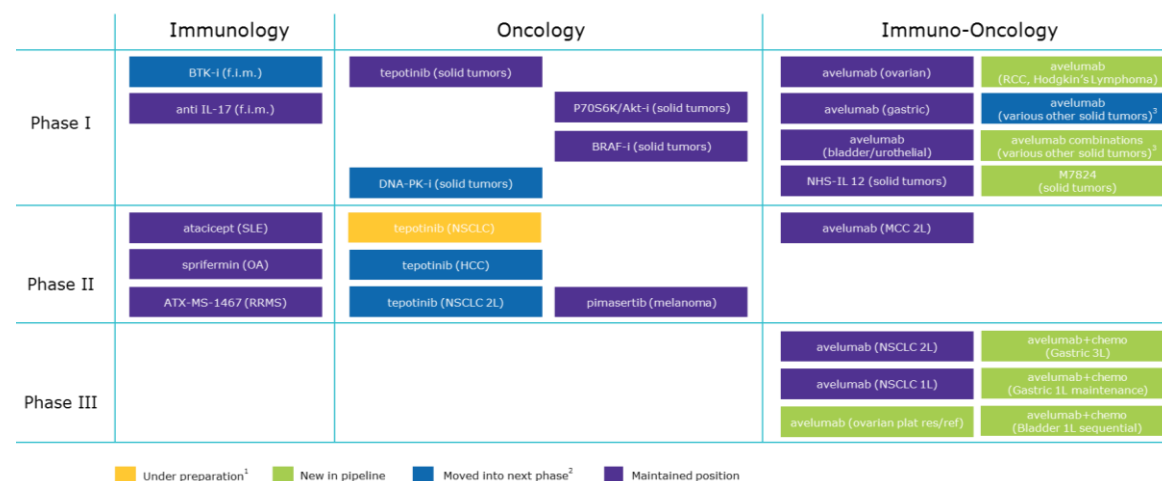 Immunology
Oncology
Immuno-Oncology
Phase I
BTK-i (f.i.m.)
anti IL-17 (f.i.m.)
tepotinib (solid tumors)
P70S6K/Akt-i (solid tumors)
BRAF-i (solid tumors)
DNA-PK-i (solid tumors)
avelumab (ovarian)
avelumab (gastric)
avelumab
(bladder/urothelial)
NHS-IL 12 (solid tumors)
avelumab
(RCC, Hodgkin's Lymphoma)
avelumab
(various other solid tumors)³
avelumab combinations
(various other solid tumors)³
M7824
(solid tumors)
Phase II
atacicept (SLE)
sprifermin (OA)
ATX-MS-1467 (RRMS)
tepotinib (NSCLC)
tepotinib (HCC)
tepotinib (NSCLC 2L)
pimasertib (melanoma)
avelumab (MCC 2L)
Phase III
avelumab (NSCLC 2L)
avelumab (NSCLC 1L)
avelumab (ovarian plat res/ref)
avelumab+chemo
(Gastric 3L)
avelumab+chemo
(Gastric 1L maintenance)
avelumab+chemo
(Bladder 1L sequential)
Under preparation¹
New in pipeline
Moved into next phase²
Maintained position